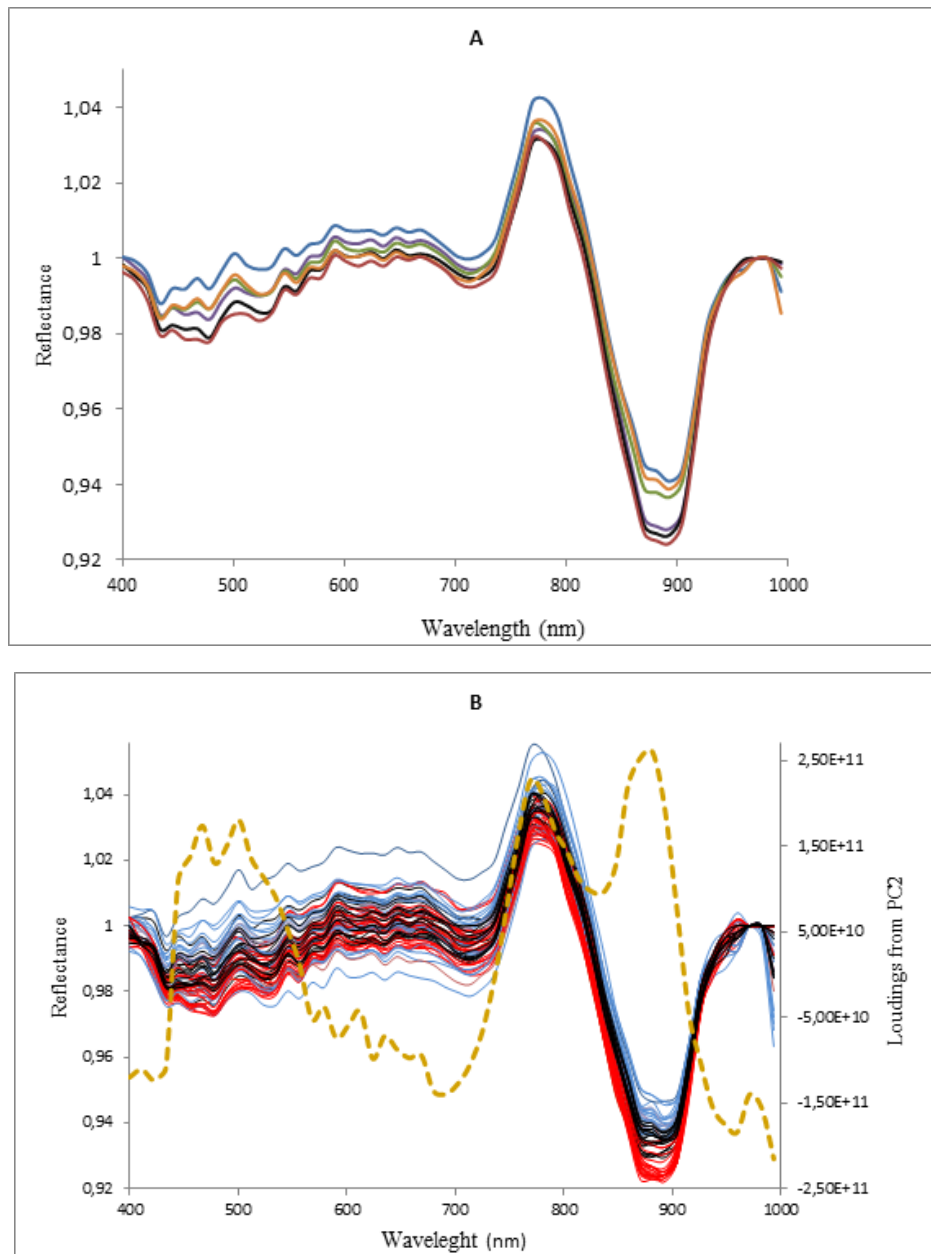 A
1,04
1,02
1
0,98
0,96
0,94
0,92
Reflectance
400 500 600 700 800 900 1000
Wavelength (nm)
B
1,04
1,02
1
0,98
0,96
0,94
0,92
Reflectance
2,50E+11
1,50E+11
5,00E+10
-5,00E+10
-1,50E+11
-2,50E+11
Loudings from PC2
400 500 600 700 800 900 1000
Waveleght (nm)